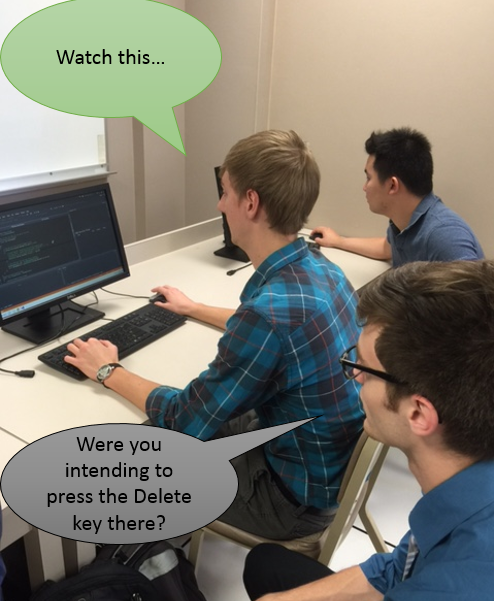 Watch this...
Were you
intending to
press the Delete
key there?